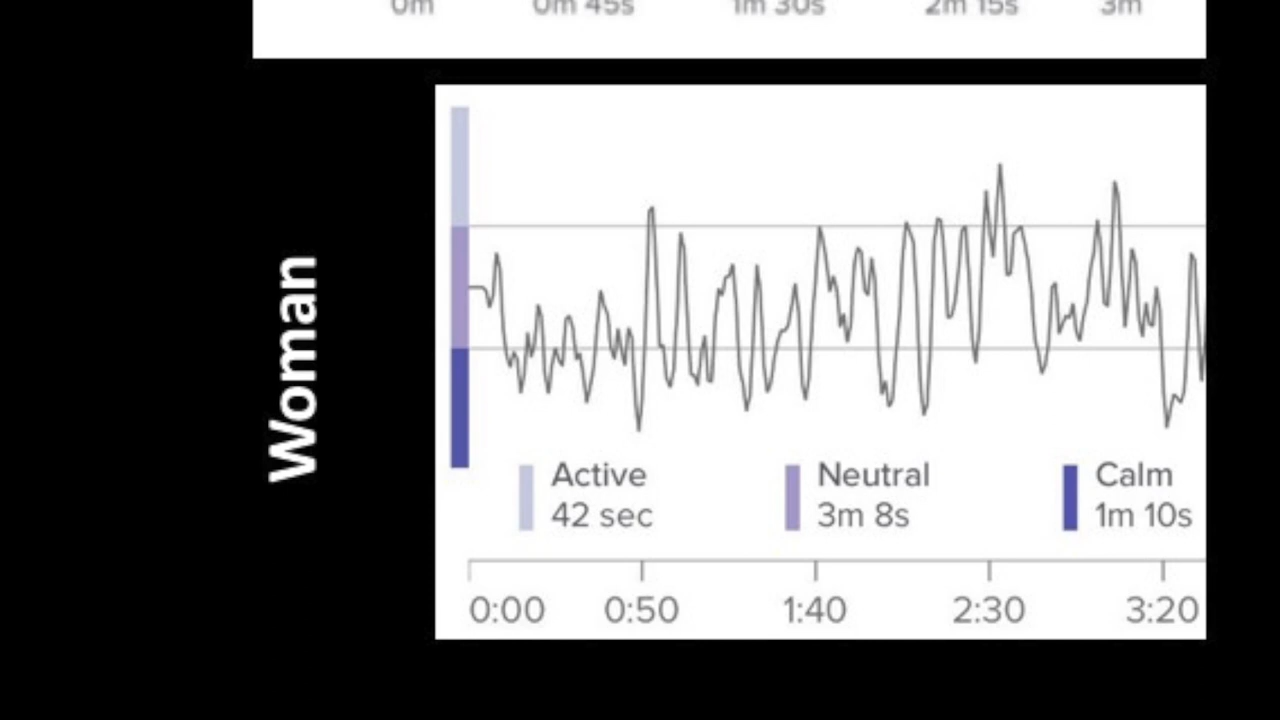 0m 0m 45s 1m 30s 2m 15s 3m
Woman
Active Neutral Calm
42 sec 3m 8s 1m 10s
0:00 0:50 1:40 2:30 3:20